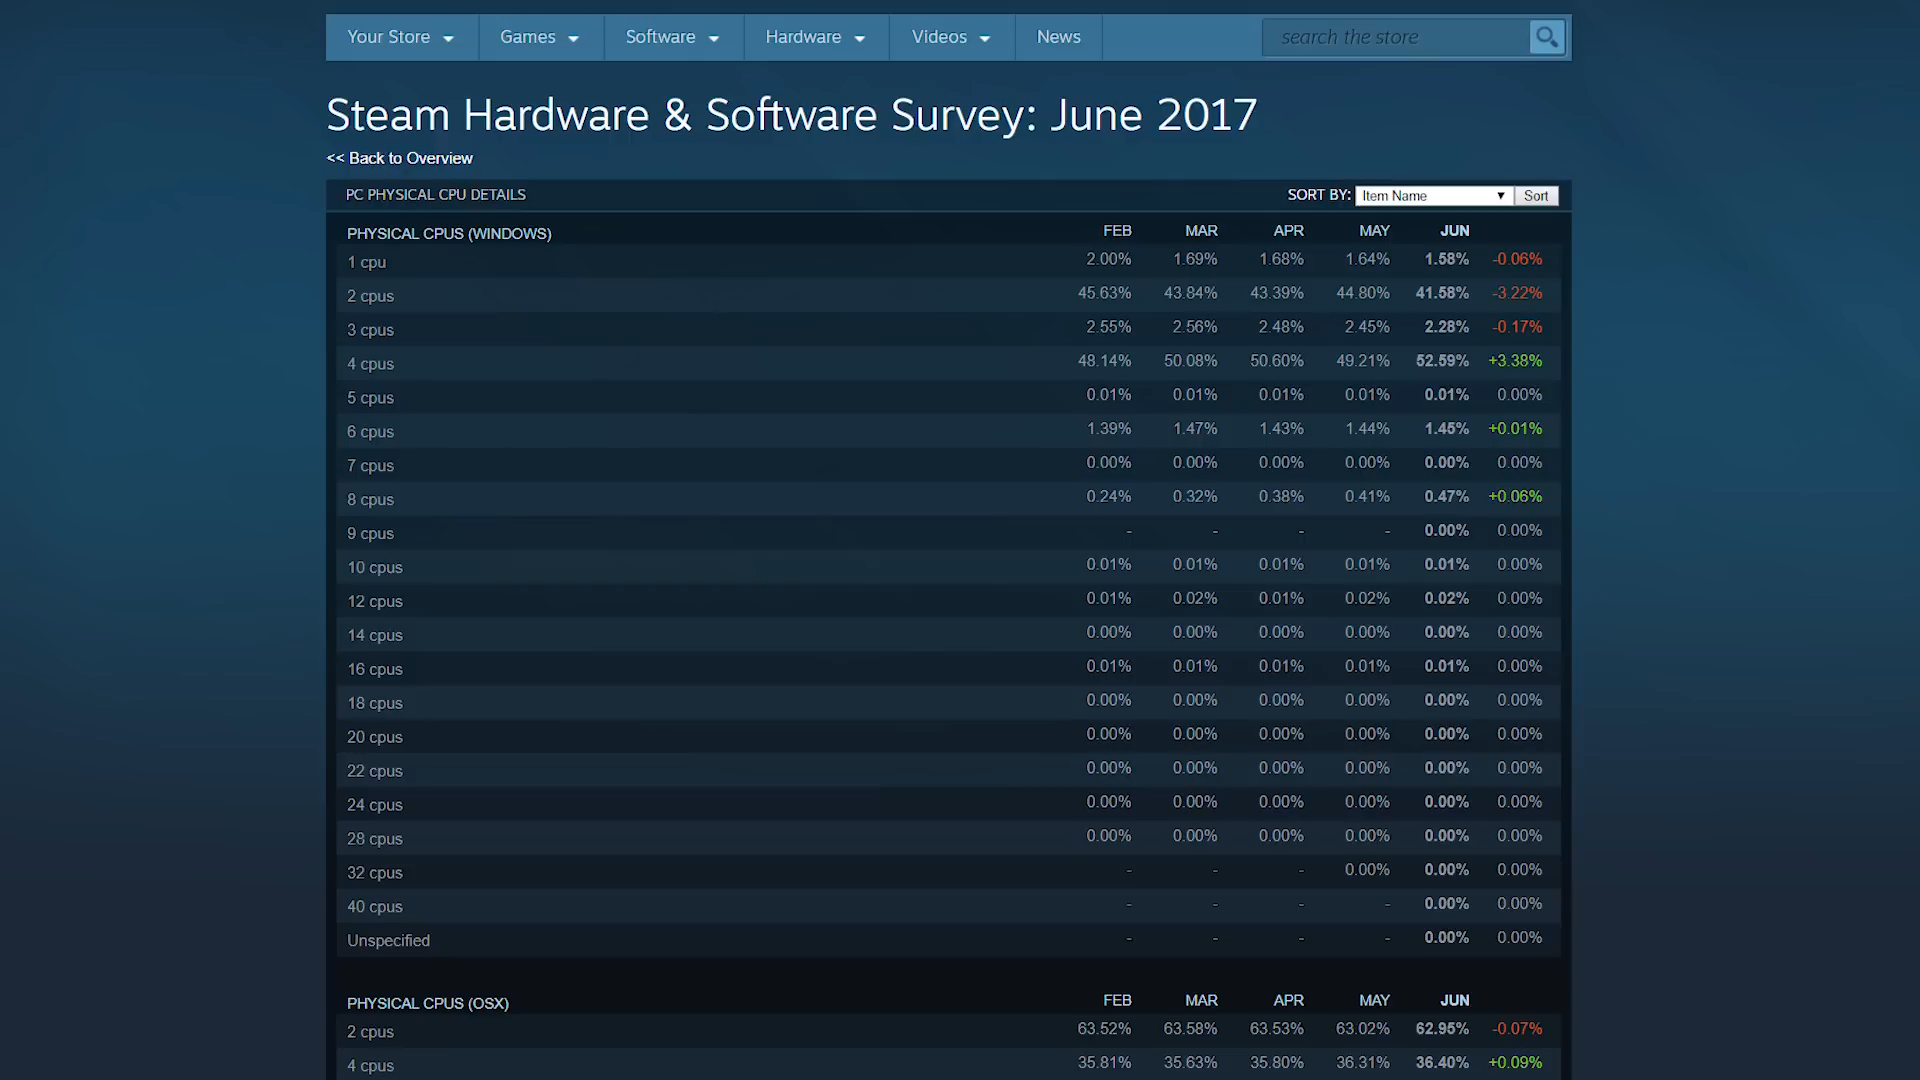 Your Store Games Software Hardware Videos News search the store
Steam Hardware & Software Survey: June 2017
<< Back to Overview
PC PHYSICAL CPU DETAILS SORT BY: Item Name Sort
PHYSICAL CPUS (WINDOWS) FEB MAR APR MAY JUN
1 cpu 2.00% 1.69% 1.68% 1.64% 1.58% -0.06%
2 cpus 45.63% 43.84% 43.39% 44.80% 41.58% -3.22%
3 cpus 2.55% 2.56% 2.48% 2.45% 2.28% -0.17%
4 cpus 48.14% 50.08% 50.60% 49.21% 52.59% +3.38%
5 cpus 0.01% 0.01% 0.01% 0.01% 0.01% 0.00%
6 cpus 1.39% 1.47% 1.43% 1.44% 1.45% +0.01%
7 cpus 0.00% 0.00% 0.00% 0.00% 0.00% 0.00%
8 cpus 0.24% 0.32% 0.38% 0.41% 0.47% +0.06%
9 cpus - - - - 0.00% 0.00%
10 cpus 0.01% 0.01% 0.01% 0.01% 0.01% 0.00%
12 cpus 0.01% 0.02% 0.01% 0.02% 0.02% 0.00%
14 cpus 0.00% 0.00% 0.00% 0.00% 0.00% 0.00%
16 cpus 0.01% 0.01% 0.01% 0.01% 0.01% 0.00%
18 cpus 0.00% 0.00% 0.00% 0.00% 0.00% 0.00%
20 cpus 0.00% 0.00% 0.00% 0.00% 0.00% 0.00%
22 cpus 0.00% 0.00% 0.00% 0.00% 0.00% 0.00%
24 cpus 0.00% 0.00% 0.00% 0.00% 0.00% 0.00%
28 cpus 0.00% 0.00% 0.00% 0.00% 0.00% 0.00%
32 cpus - - - 0.00% 0.00% 0.00%
40 cpus - - - - 0.00% 0.00%
Unspecified - - - - 0.00% 0.00%
PHYSICAL CPUS (OSX) FEB MAR APR MAY JUN
2 cpus 63.52% 63.58% 63.53% 63.02% 62.95% -0.07%
4 cpus 35.81% 35.63% 35.80% 36.31% 36.40% +0.09%